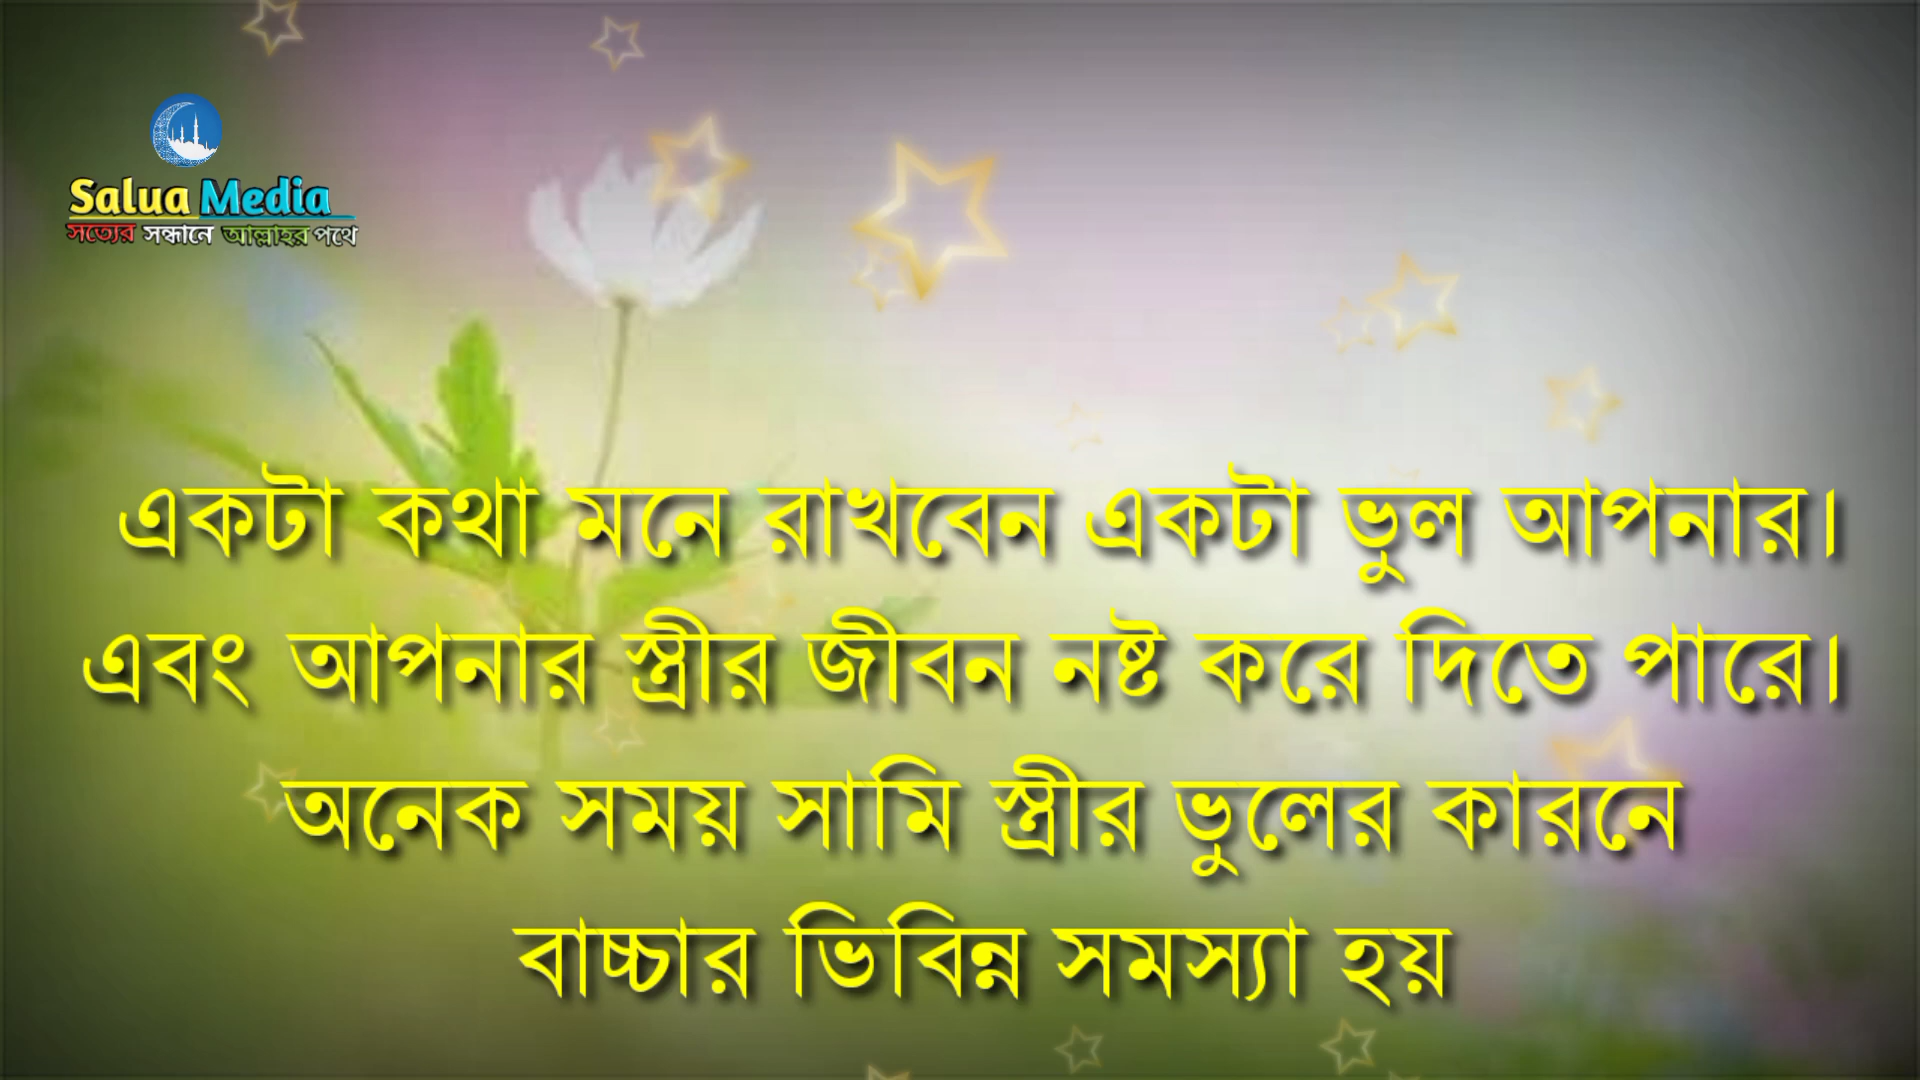 Salua Media
সত্যের সন্ধানে আল্লাহর পথে
একটা কথা মনে রাখবেন একটা ভুল আপনার।
এবং আপনার স্ত্রীর জীবন নষ্ট করে দিতে পারে।
অনেক সময় সামি স্ত্রীর ভুলের কারনে
বাচ্চার ভিবিন্ন সমস্যা হয়